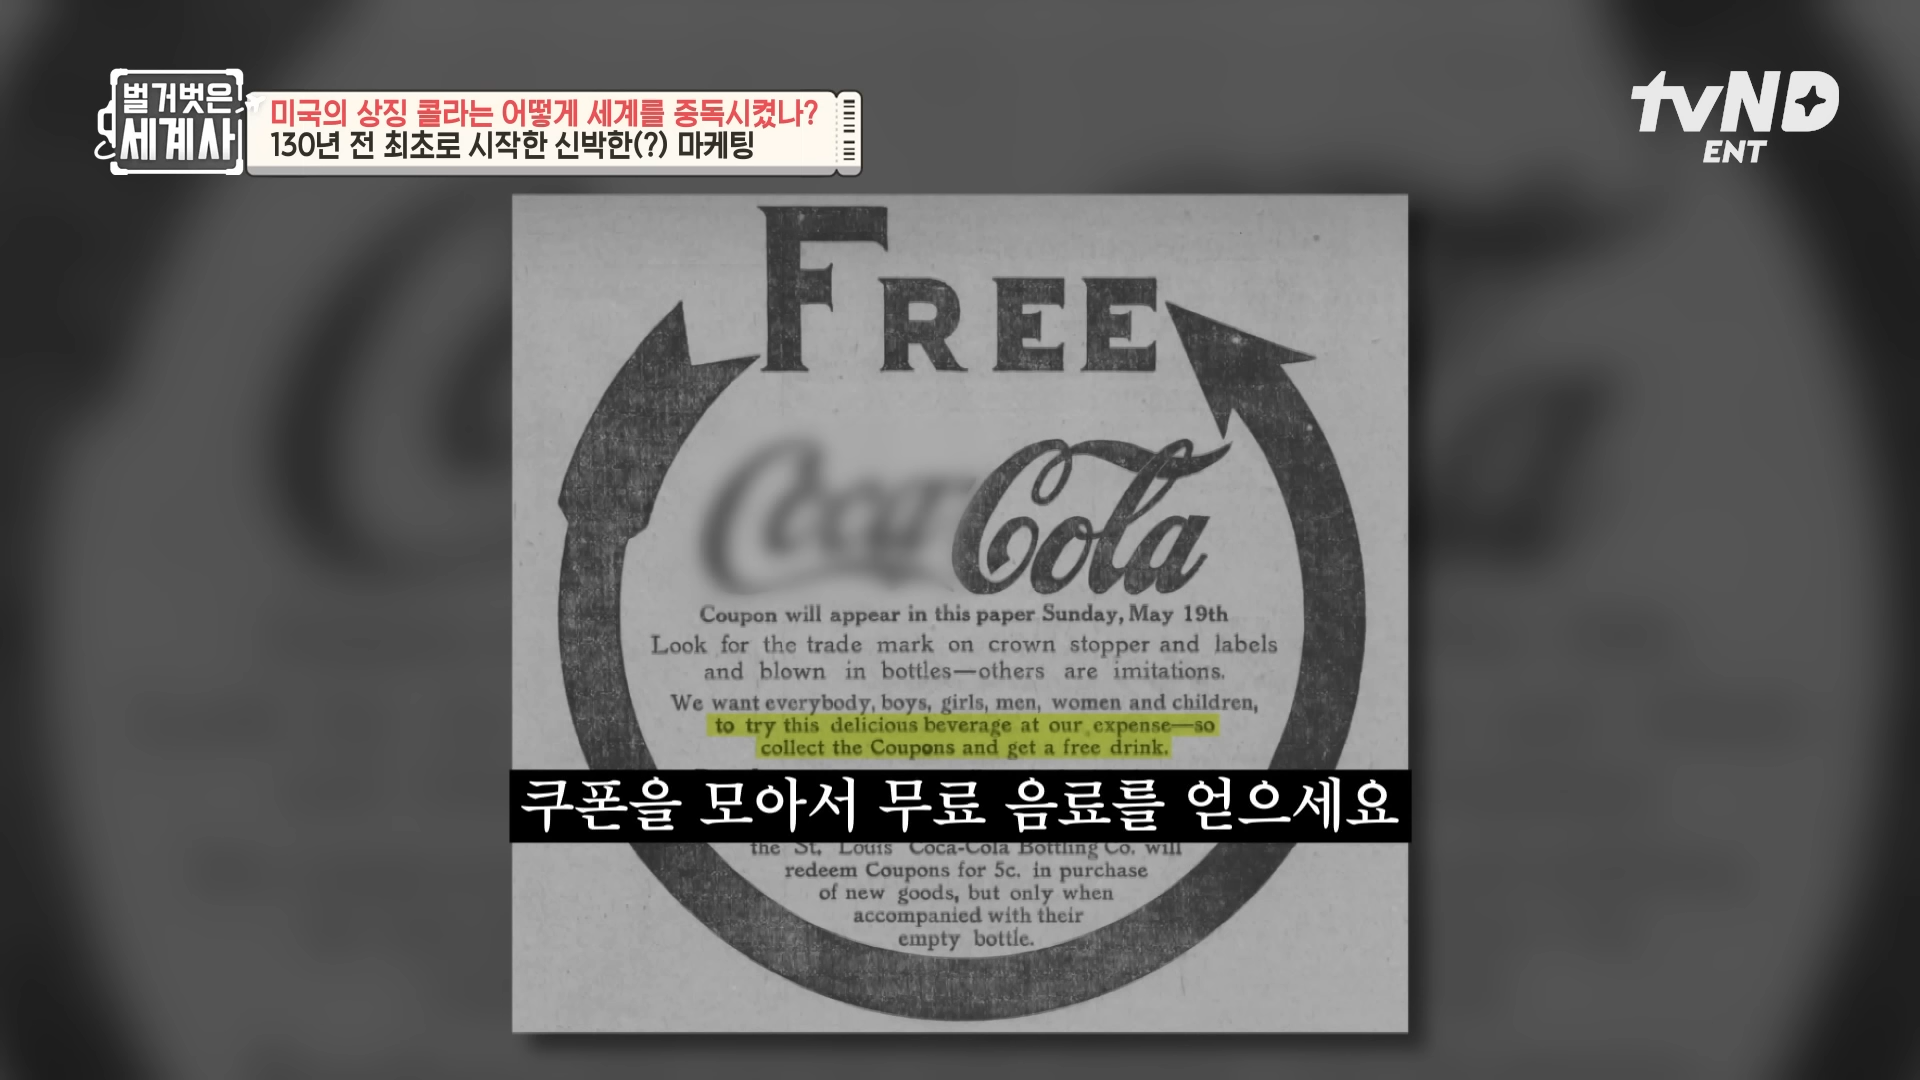 벌거벗은
세계사
미국의 상징 콜라는 어떻게 세계를 중독시켰나?
130년 전 최초로 시작한 신박한(?) 마케팅
tvND
ENT
FREE
Coca Cola
Coupon will appear in this paper Sunday, May 19th
Look for the trade mark on crown stopper and labels
and blown in bottles—others are imitations.
We want everybody, boys, girls, men, women and children,
to try this delicious beverage at our expense—so
collect the Coupons and get a free drink.
쿠폰을 모아서 무료 음료를 얻으세요
the St. Louis Coca-Cola Bottling Co. will
redeem Coupons for 5c. in purchase
of new goods, but only when
accompanied with their
empty bottle.